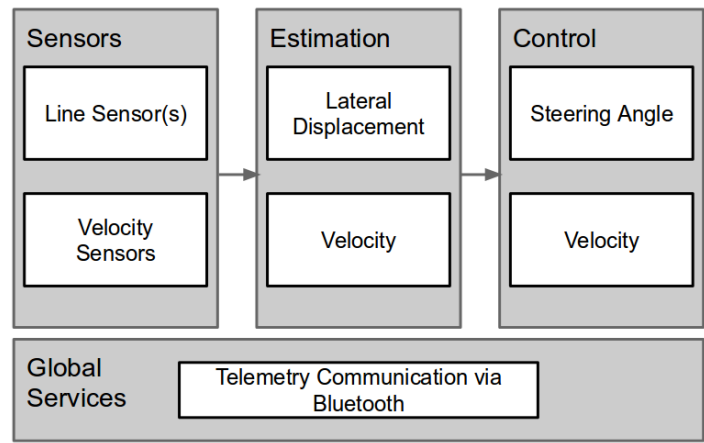 Sensors
Line Sensor(s)
Velocity
Sensors
Estimation
Lateral
Displacement
Velocity
Control
Steering Angle
Velocity
Global
Services
Telemetry Communication via
Bluetooth